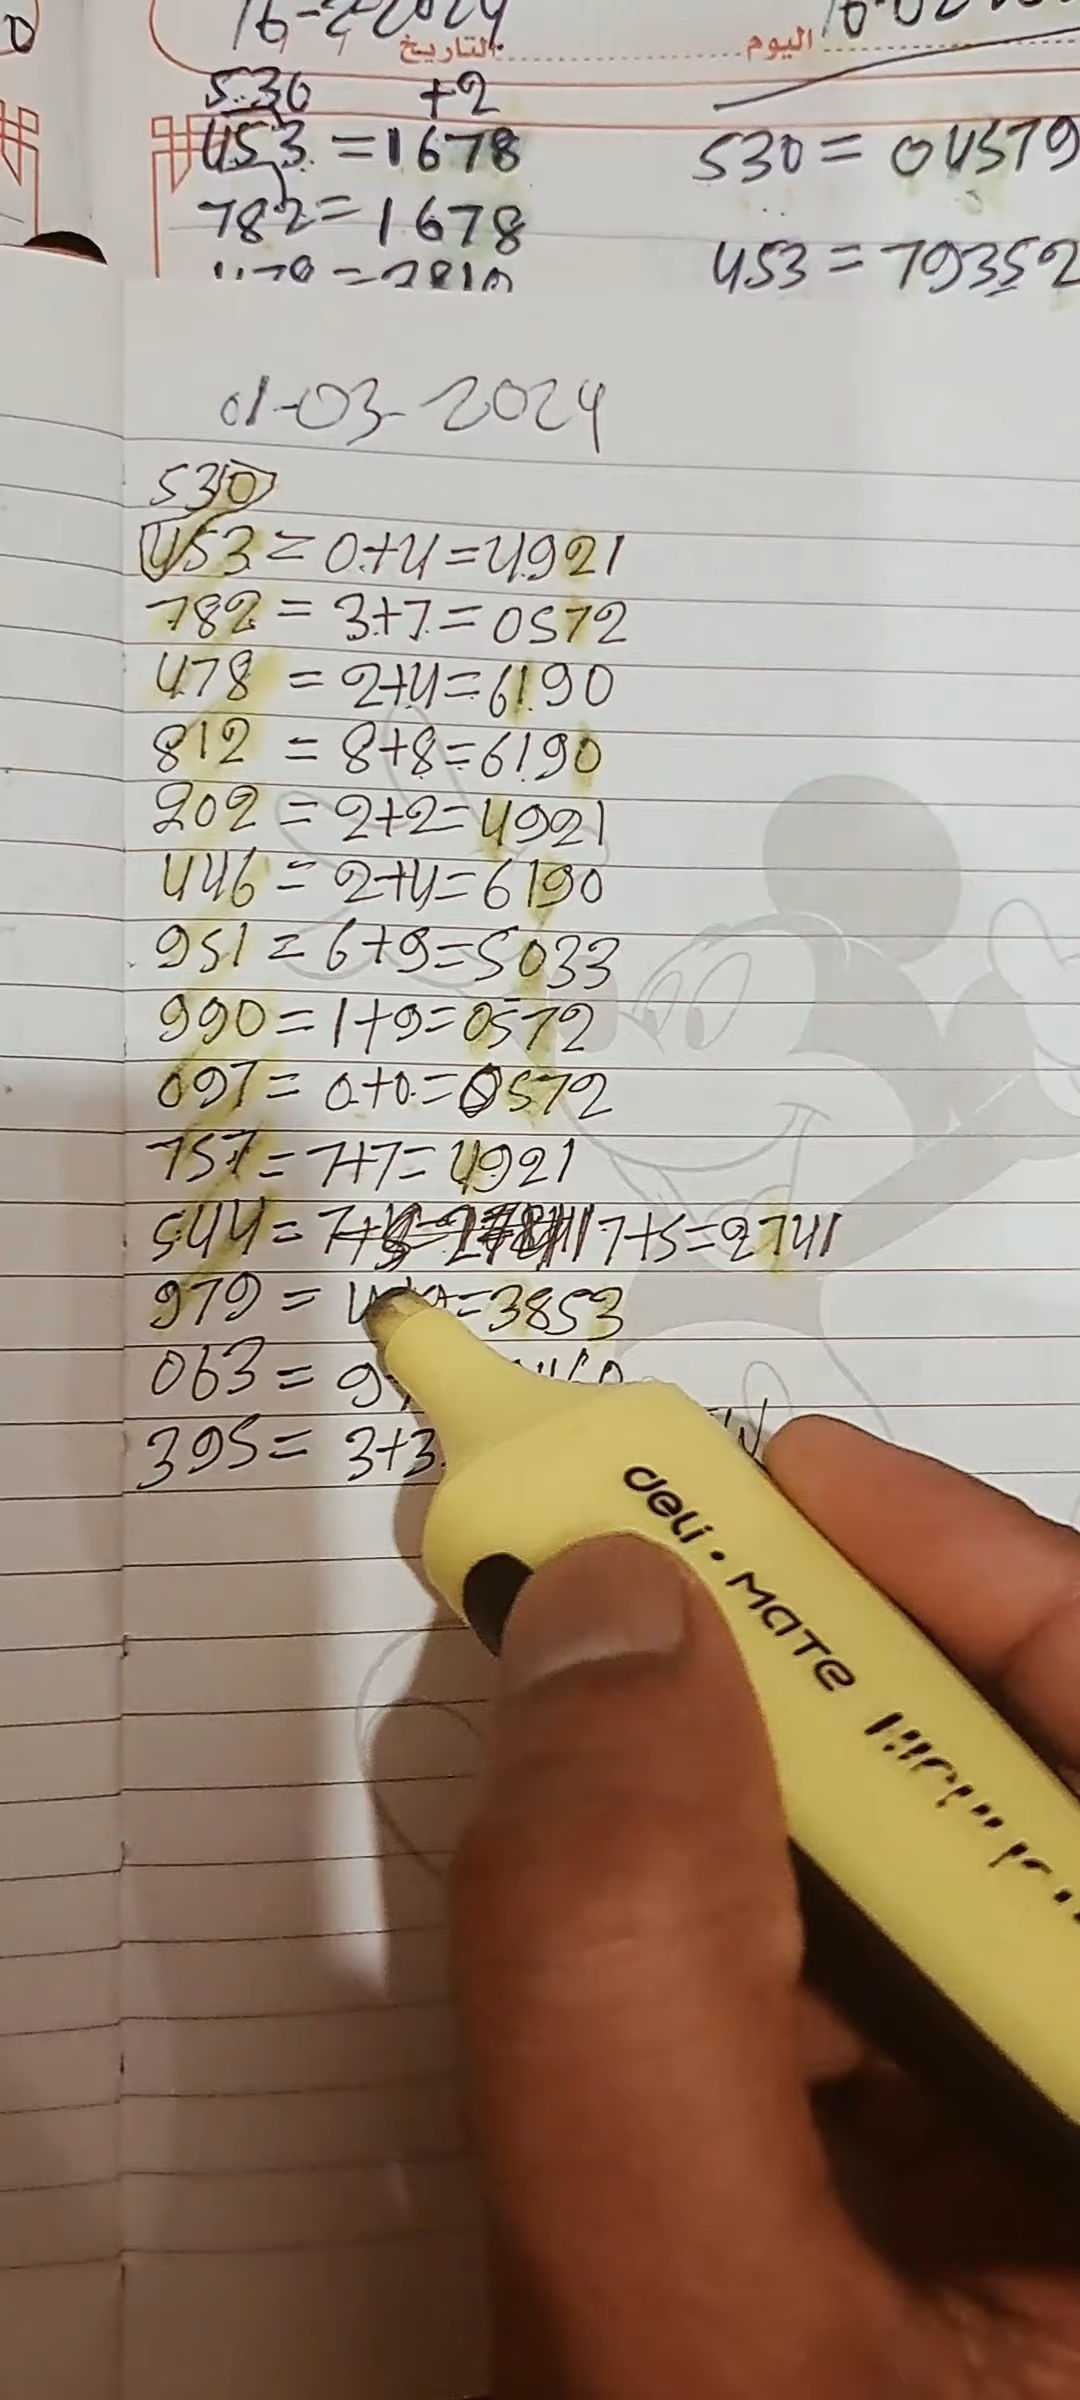 16-2-2024
التاريخ اليوم
530 +2
453 = 1678 530 = 04579
782 = 1678
453 = 79352
01-03-2024
530
453 = 0+4 = 4921
782 = 3+7 = 0572
478 = 2+4 = 6190
812 = 8+8 = 6190
202 = 2+2 = 4921
446 = 2+4 = 6190
951 = 6+9 = 5033
990 = 1+9 = 0572
097 = 0+0 = 0572
757 = 7+7 = 4921
544 = 7+5 = 2741
979 = = 3853
063 = 9
395 = 3+3
deli · MATE